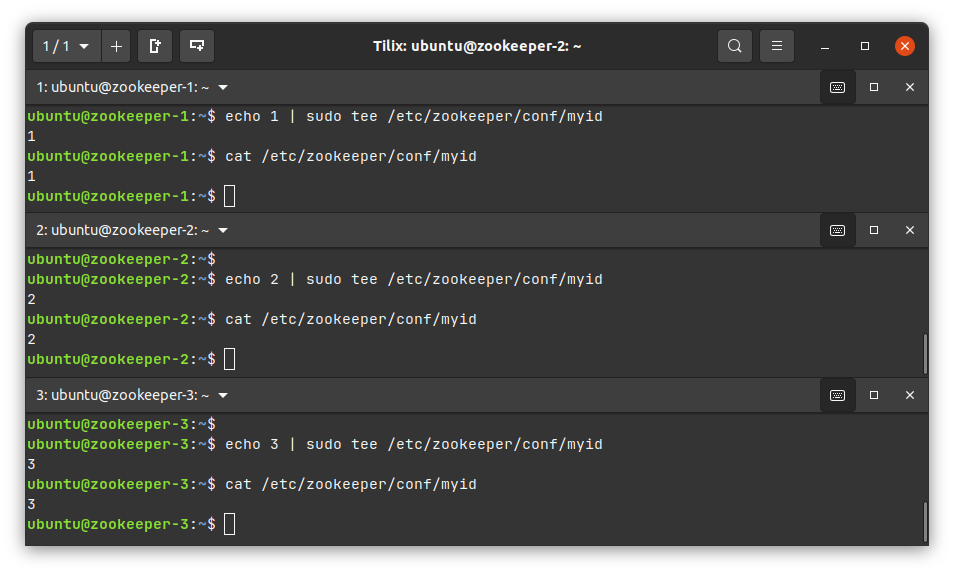 1 / 1
Tilix: ubuntu@zookeeper-2: ~
1: ubuntu@zookeeper-1: ~
ubuntu@zookeeper-1:~$ echo 1 | sudo tee /etc/zookeeper/conf/myid
1
ubuntu@zookeeper-1:~$ cat /etc/zookeeper/conf/myid
1
ubuntu@zookeeper-1:~$
2: ubuntu@zookeeper-2: ~
ubuntu@zookeeper-2:~$
ubuntu@zookeeper-2:~$ echo 2 | sudo tee /etc/zookeeper/conf/myid
2
ubuntu@zookeeper-2:~$ cat /etc/zookeeper/conf/myid
2
ubuntu@zookeeper-2:~$
3: ubuntu@zookeeper-3: ~
ubuntu@zookeeper-3:~$
ubuntu@zookeeper-3:~$ echo 3 | sudo tee /etc/zookeeper/conf/myid
3
ubuntu@zookeeper-3:~$ cat /etc/zookeeper/conf/myid
3
ubuntu@zookeeper-3:~$